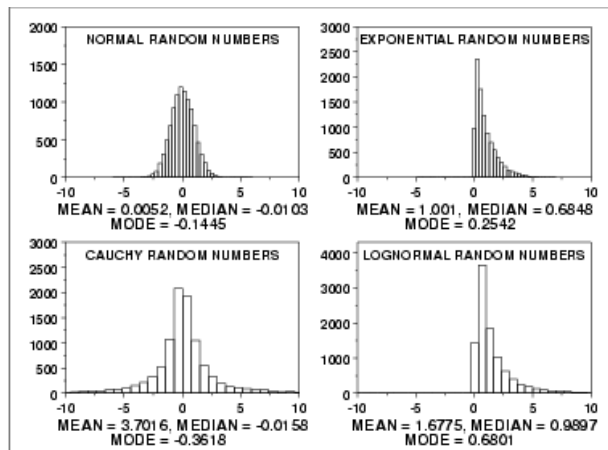 NORMAL RANDOM NUMBERS
2000
1500
1000
500
0
-10 -5 0 5 10
MEAN = 0.0052, MEDIAN = -0.0103
MODE = -0.1445
EXPONENTIAL RANDOM NUMBERS
3000
2500
2000
1500
1000
500
0
-10 -5 0 5 10
MEAN = 1.001, MEDIAN = 0.6848
MODE = 0.2542
CAUCHY RANDOM NUMBERS
3000
2500
2000
1500
1000
500
0
-10 -5 0 5 10
MEAN = 3.7016, MEDIAN = -0.0158
MODE = -0.3618
LOGNORMAL RANDOM NUMBERS
4000
3000
2000
1000
0
-10 -5 0 5 10
MEAN = 1.6775, MEDIAN = 0.9897
MODE = 0.6801